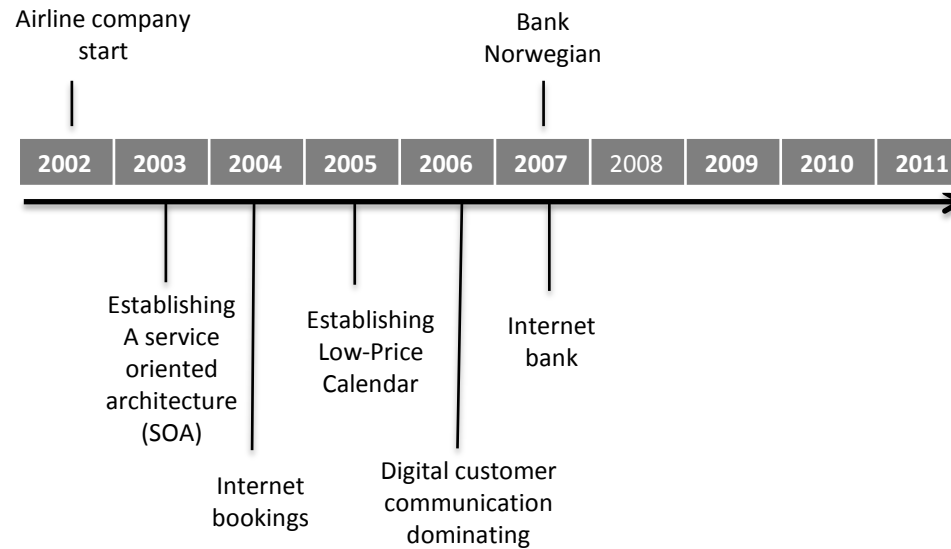 Airline company
start
Bank
Norwegian
2002 2003 2004 2005 2006 2007 2008 2009 2010 2011
Establishing
A service
oriented
architecture
(SOA)
Internet
bookings
Establishing
Low-Price
Calendar
Digital customer
communication
dominating
Internet
bank